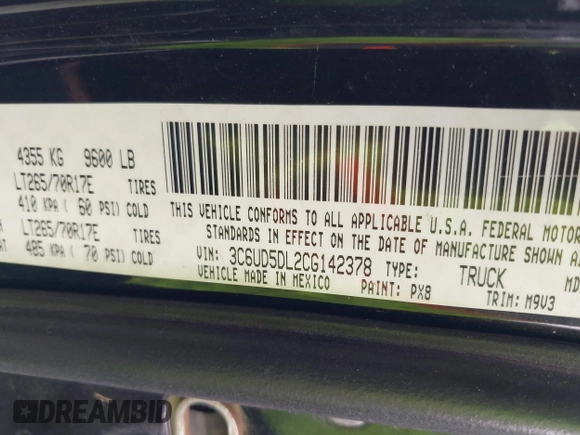 4355 KG 9600 LB
LT265/70R17E TIRES
410 KPA ( 60 PSI) COLD
LT265/70R17E TIRES
485 KPA ( 70 PSI) COLD
THIS VEHICLE CONFORMS TO ALL APPLICABLE U.S.A. FEDERAL MOTOR
STANDARDS IN EFFECT ON THE DATE OF MANUFACTURE SHOWN
VIN: 3C6UD5DL2CG142378 TYPE: TRUCK
VEHICLE MADE IN MEXICO PAINT: PX8 TRIM: M9V3
DREAMBID